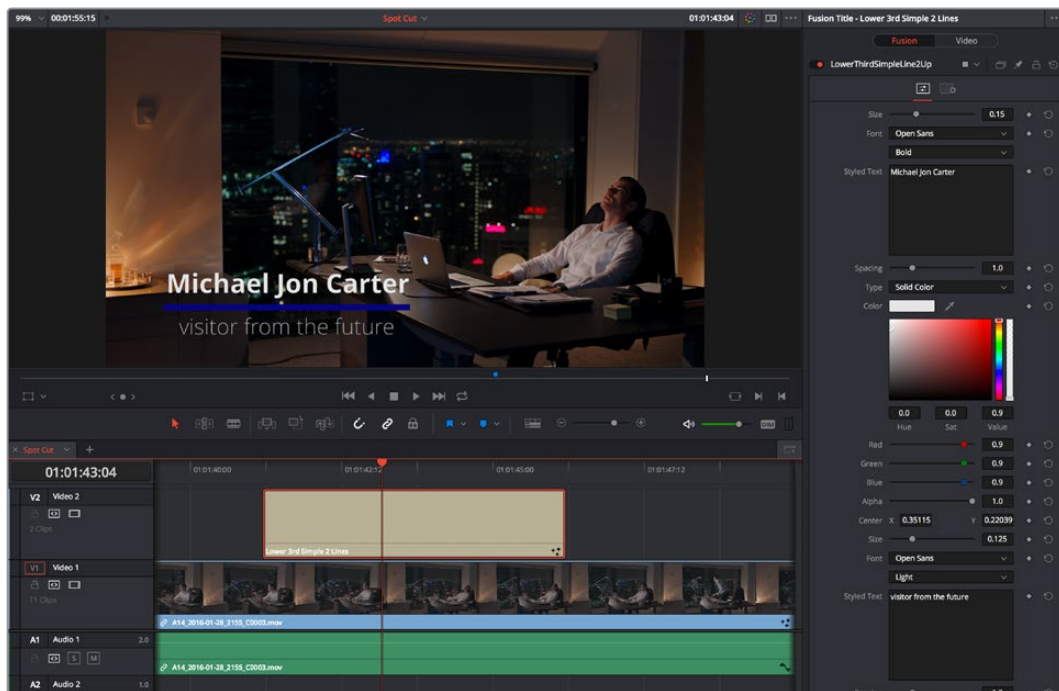 99% 00:01:55:15 Spot Cut 01:01:43:04 Fusion Title - Lower 3rd Simple 2 Lines
Fusion Video
LowerThirdSimpleLine2Up
Size 0.15
Font Open Sans
Bold
Styled Text Michael Jon Carter
Spacing 1.0
Type Solid Color
Color
0.0 0.0 0.9
Hue Sat Value
Red 0.9
Green 0.9
Blue 0.9
Alpha 1.0
Center X 0.35115 Y 0.22039
Size 0.125
Font Open Sans
Light
Styled Text visitor from the future
Michael Jon Carter
visitor from the future
DIM
Spot Cut
01:01:43:04
01:01:40:00 01:01:42:12 01:01:45:00 01:01:47:12
V2 Video 2
2 Clips
Lower 3rd Simple 2 Lines
V1 Video 1
11 Clips
A14_2016-01-28_2155_C0003.mov
A1 Audio 1 2.0
S M
A14_2016-01-28_2155_C0003.mov
A2 Audio 2 1.0